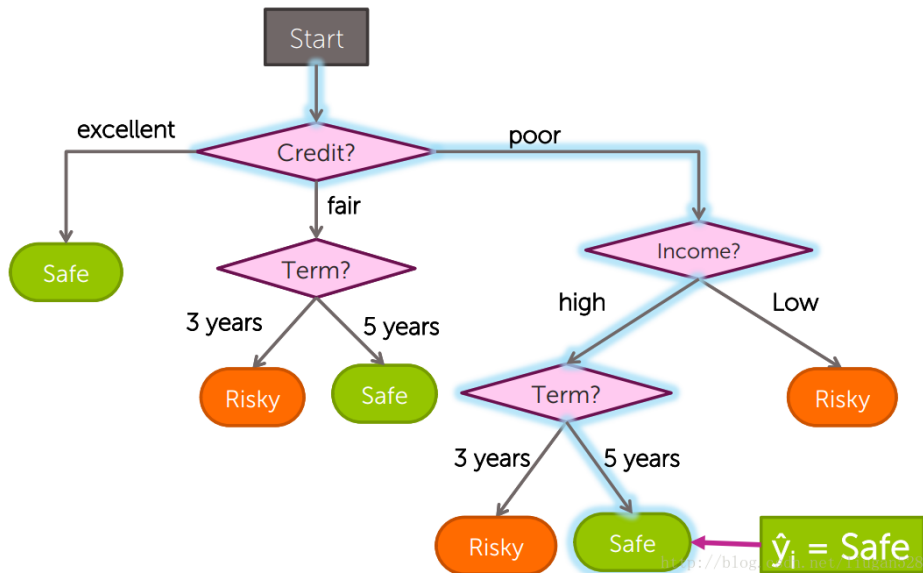 Start
excellent
Credit?
poor
fair
Safe
Term?
Income?
3 years
5 years
high
Low
Risky
Safe
Term?
Risky
3 years
5 years
Risky
Safe
ŷi = Safe